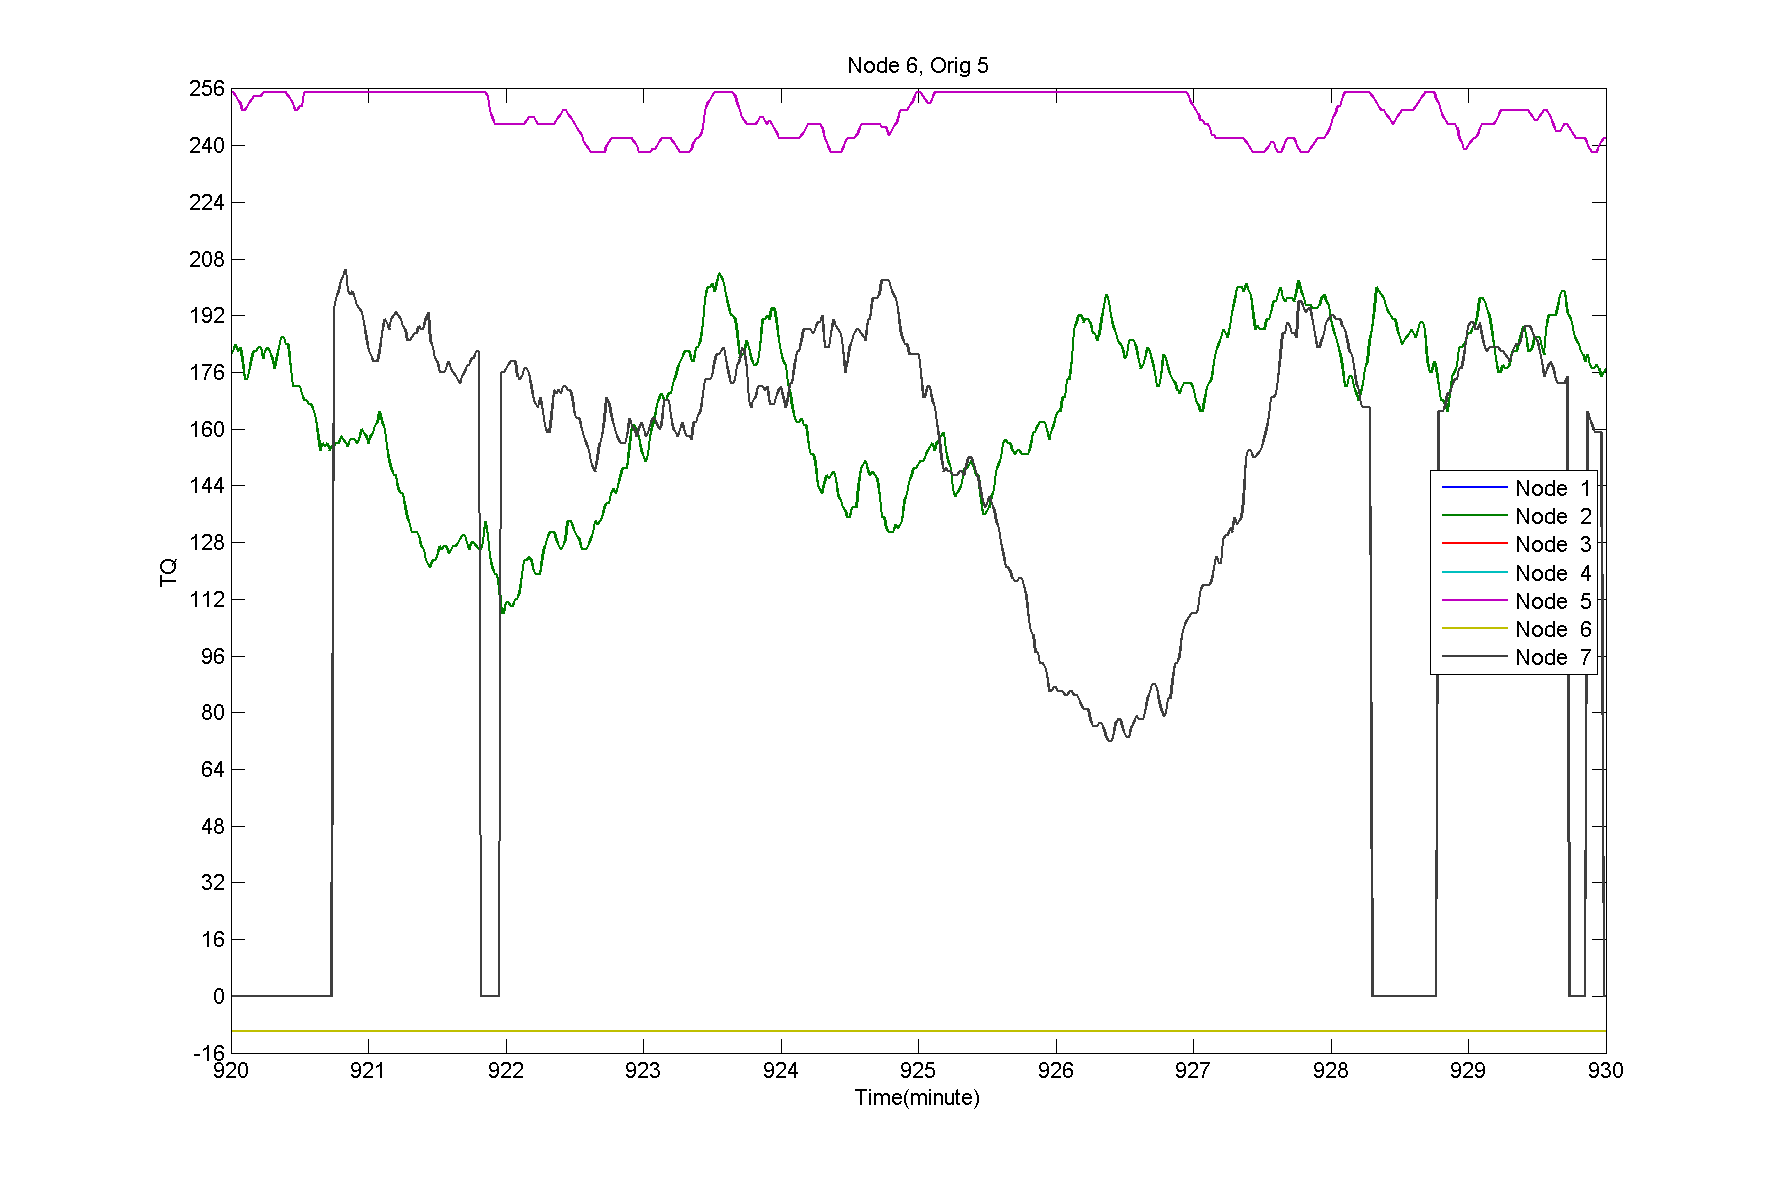 Node 6, Orig 5
256
240
224
208
192
176
160
144
128
112
96
80
64
48
32
16
0
-16
TQ
Node 1
Node 2
Node 3
Node 4
Node 5
Node 6
Node 7
920 921 922 923 924 925 926 927 928 929 930
Time(minute)